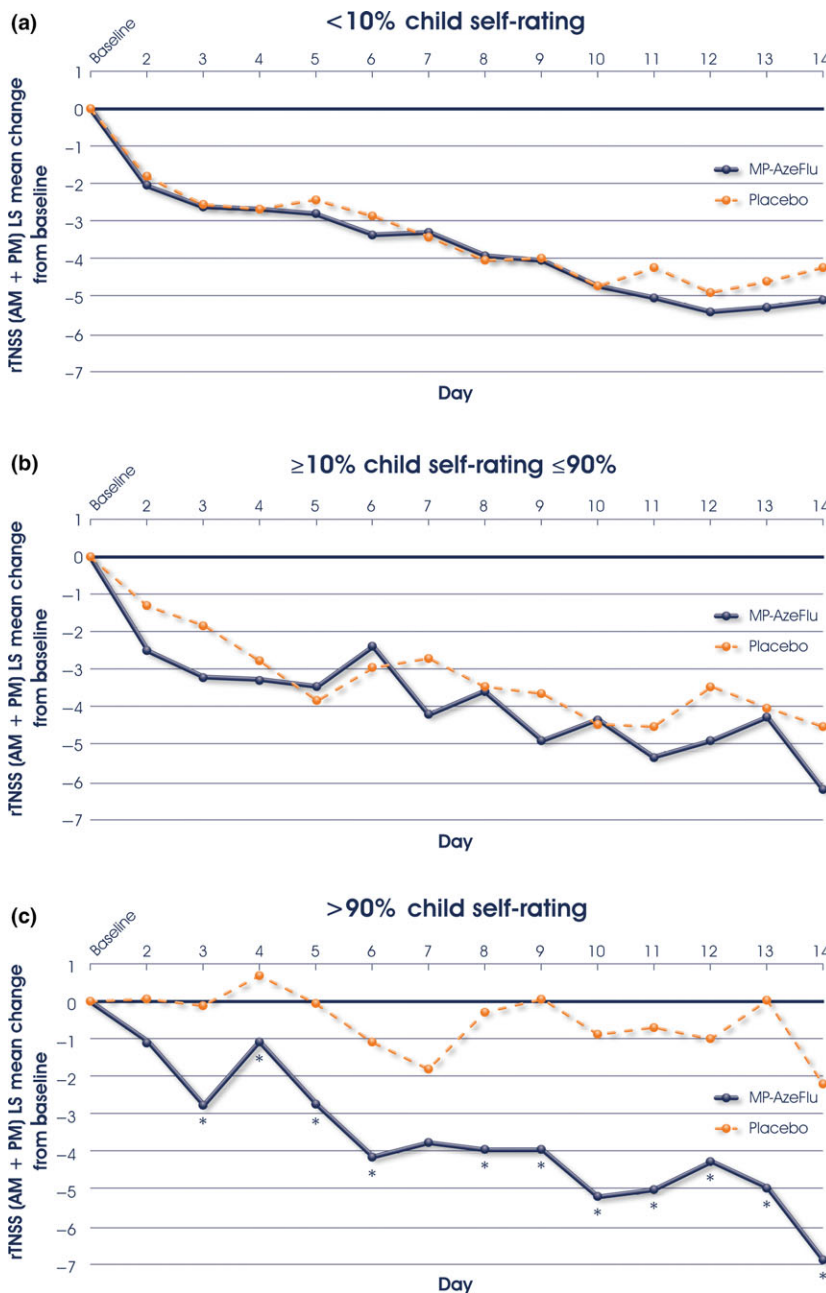 (a)
<10% child self-rating
Baseline 2 3 4 5 6 7 8 9 10 11 12 13 14
1
0
−1
−2
−3
−4
−5
−6
−7
rTNSS (AM + PM) LS mean change
from baseline
MP-AzeFlu
Placebo
Day
(b)
≥10% child self-rating ≤90%
Baseline 2 3 4 5 6 7 8 9 10 11 12 13 14
1
0
−1
−2
−3
−4
−5
−6
−7
rTNSS (AM + PM) LS mean change
from baseline
MP-AzeFlu
Placebo
Day
(c)
>90% child self-rating
Baseline 2 3 4 5 6 7 8 9 10 11 12 13 14
1
0
−1
−2
−3
−4
−5
−6
−7
rTNSS (AM + PM) LS mean change
from baseline
MP-AzeFlu
Placebo
* * * * * * * * * * *
Day